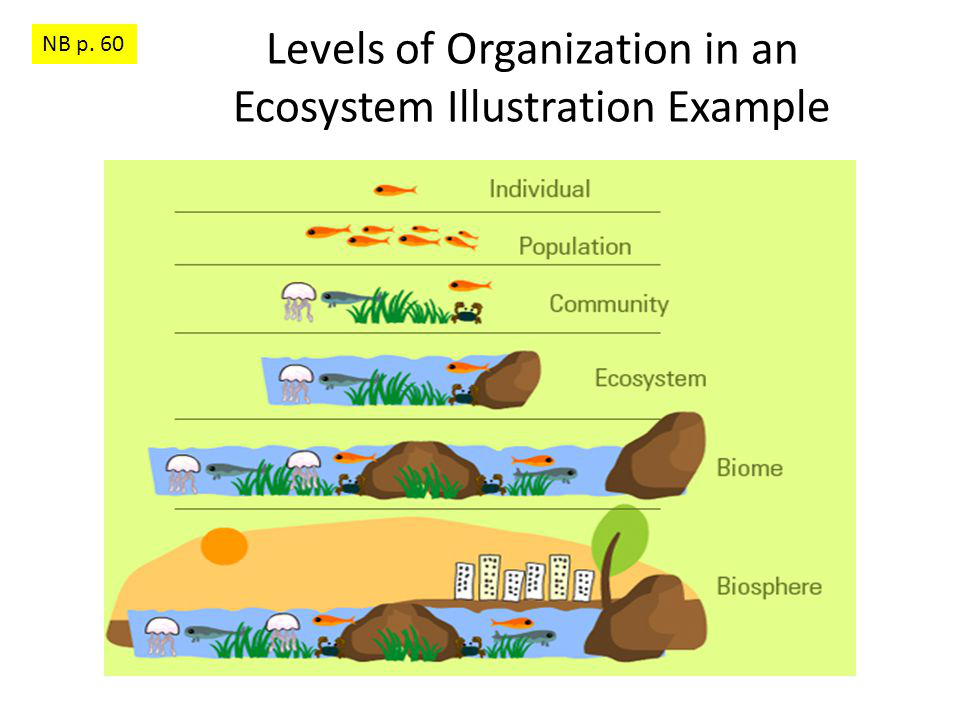 NB p. 60
Levels of Organization in an
Ecosystem Illustration Example
Individual
Population
Community
Ecosystem
Biome
Biosphere